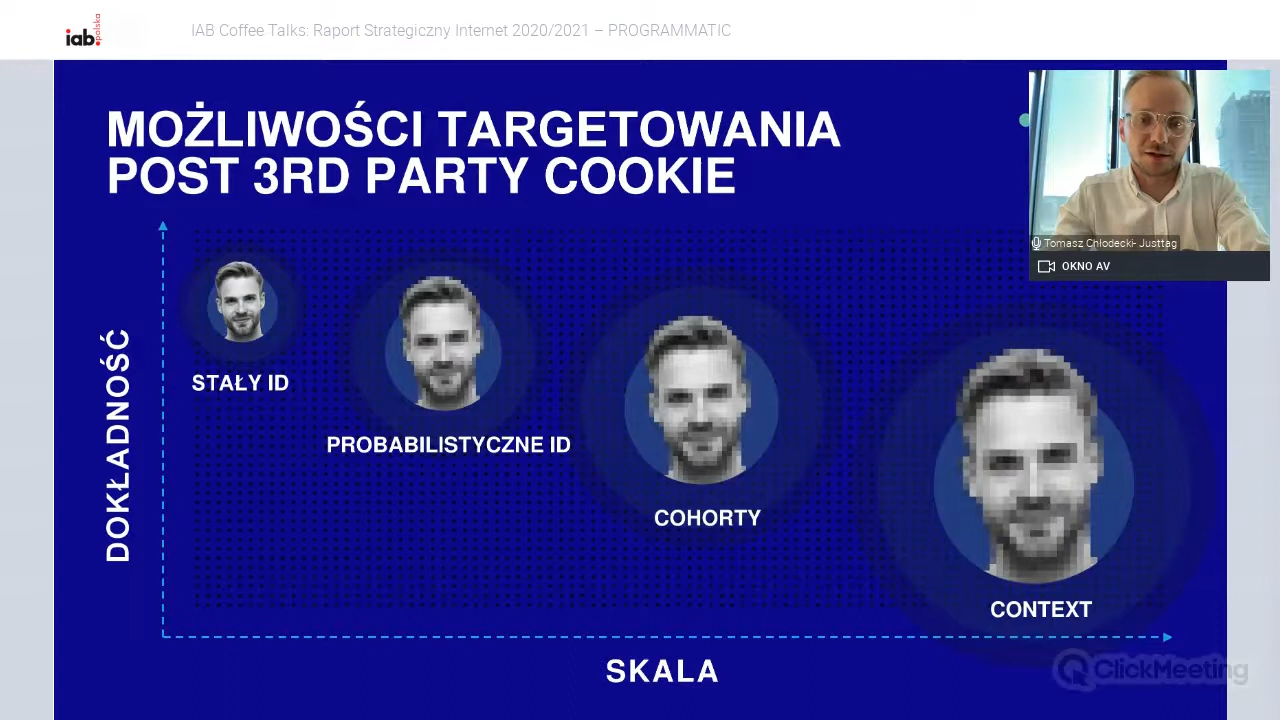 iab:
polska
IAB Coffee Talks: Raport Strategiczny Internet 2020/2021 – PROGRAMMATIC
MOŻLIWOŚCI TARGETOWANIA
POST 3RD PARTY COOKIE
Tomasz Chłodecki- Justtag
OKNO AV
DOKŁADNOŚĆ
STAŁY ID
PROBABILISTYCZNE ID
COHORTY
CONTEXT
SKALA
ClickMeeting